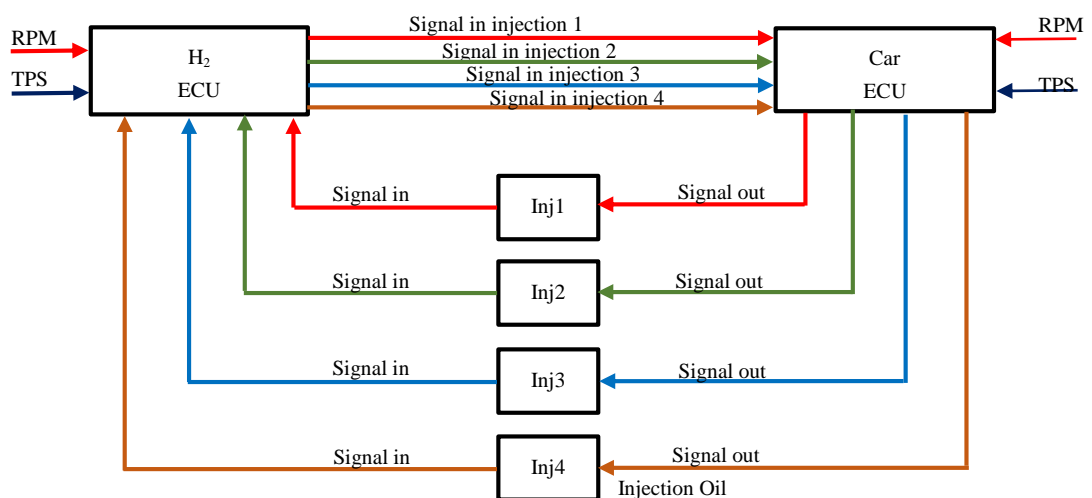 Signal in injection 1
RPM
H₂
ECU
Signal in injection 2
Car
ECU
RPM
TPS
Signal in injection 3
TPS
Signal in injection 4
Signal in
Inj1
Signal out
Signal in
Inj2
Signal out
Signal in
Inj3
Signal out
Signal in
Inj4
Signal out
Injection Oil